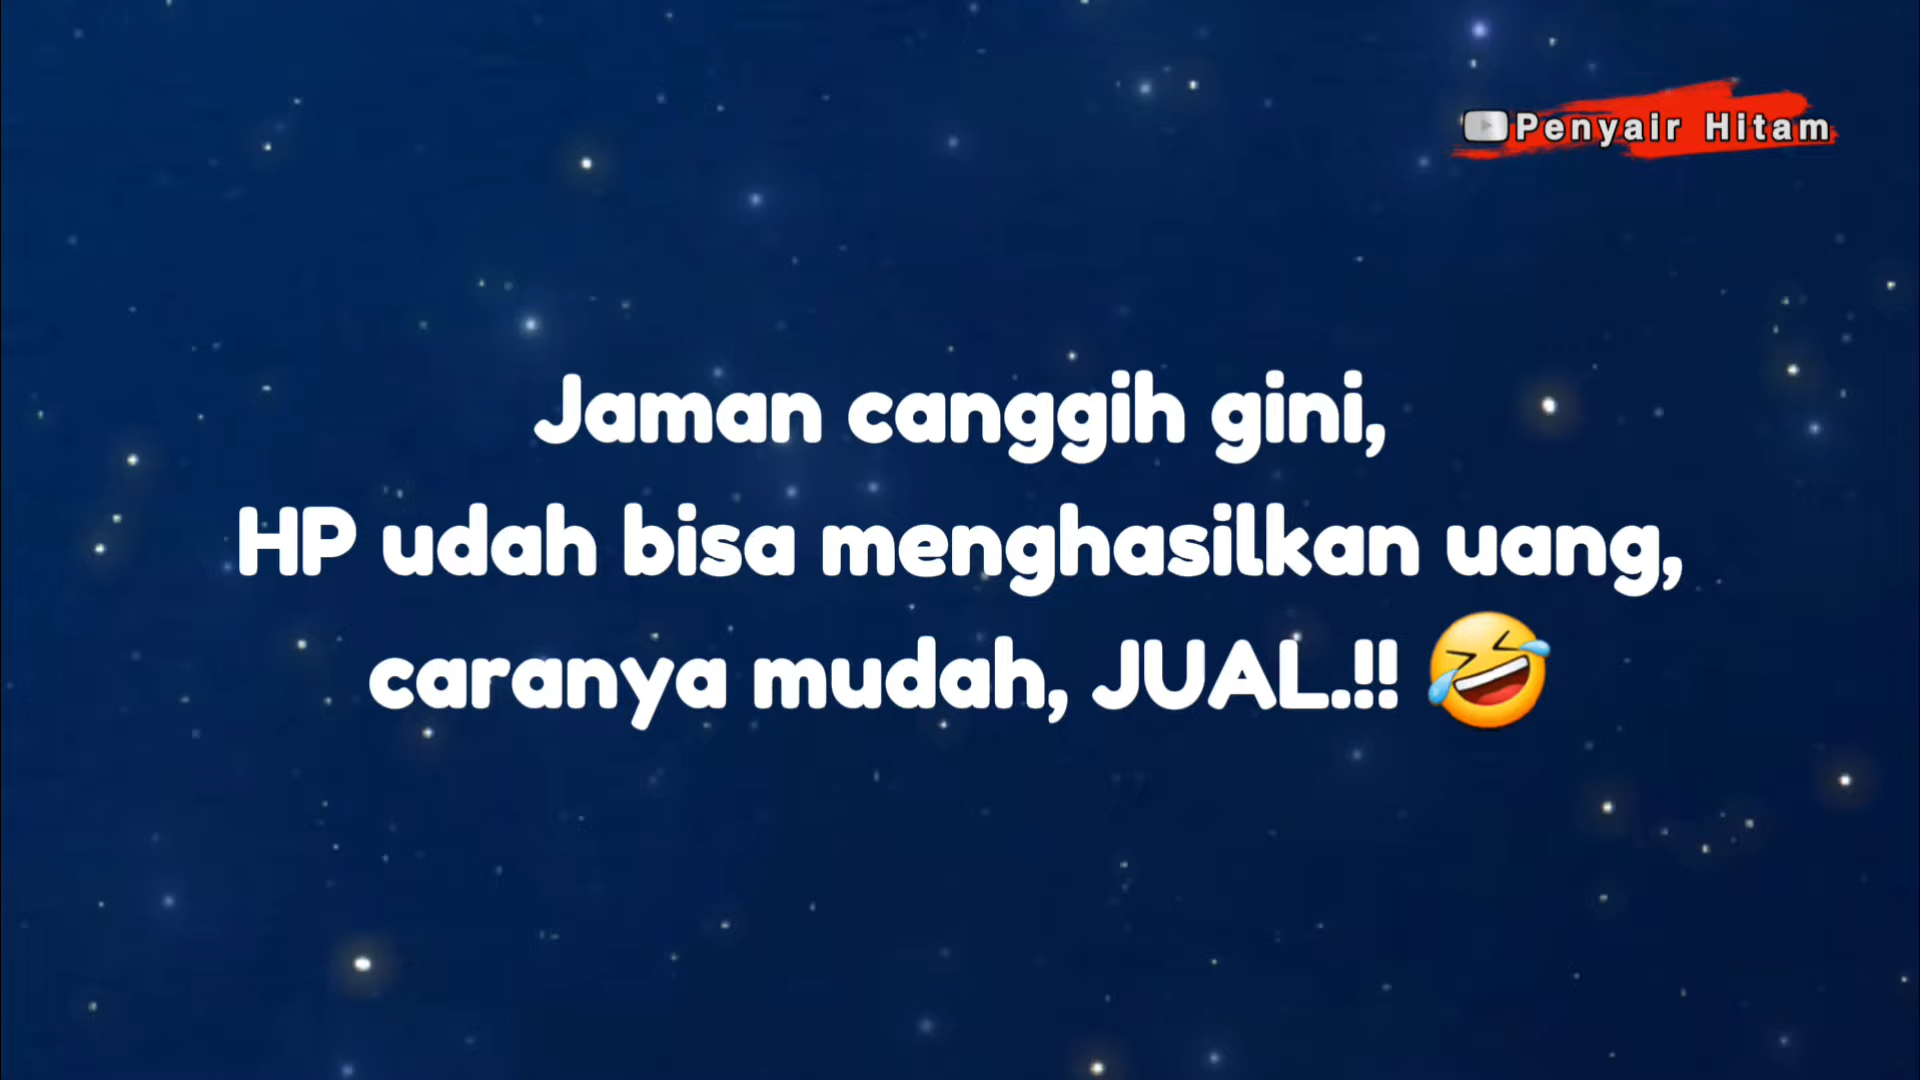 Penyair Hitam
Jaman canggih gini,
HP udah bisa menghasilkan uang,
caranya mudah, JUAL.!! 🤣